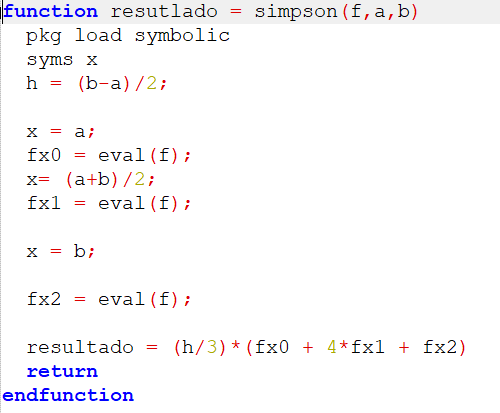 function resutlado = simpson(f,a,b)
pkg load symbolic
syms x
h = (b-a)/2;
x = a;
fx0 = eval(f);
x= (a+b)/2;
fx1 = eval(f);
x = b;
fx2 = eval(f);
resultado = (h/3)*(fx0 + 4*fx1 + fx2)
return
endfunction